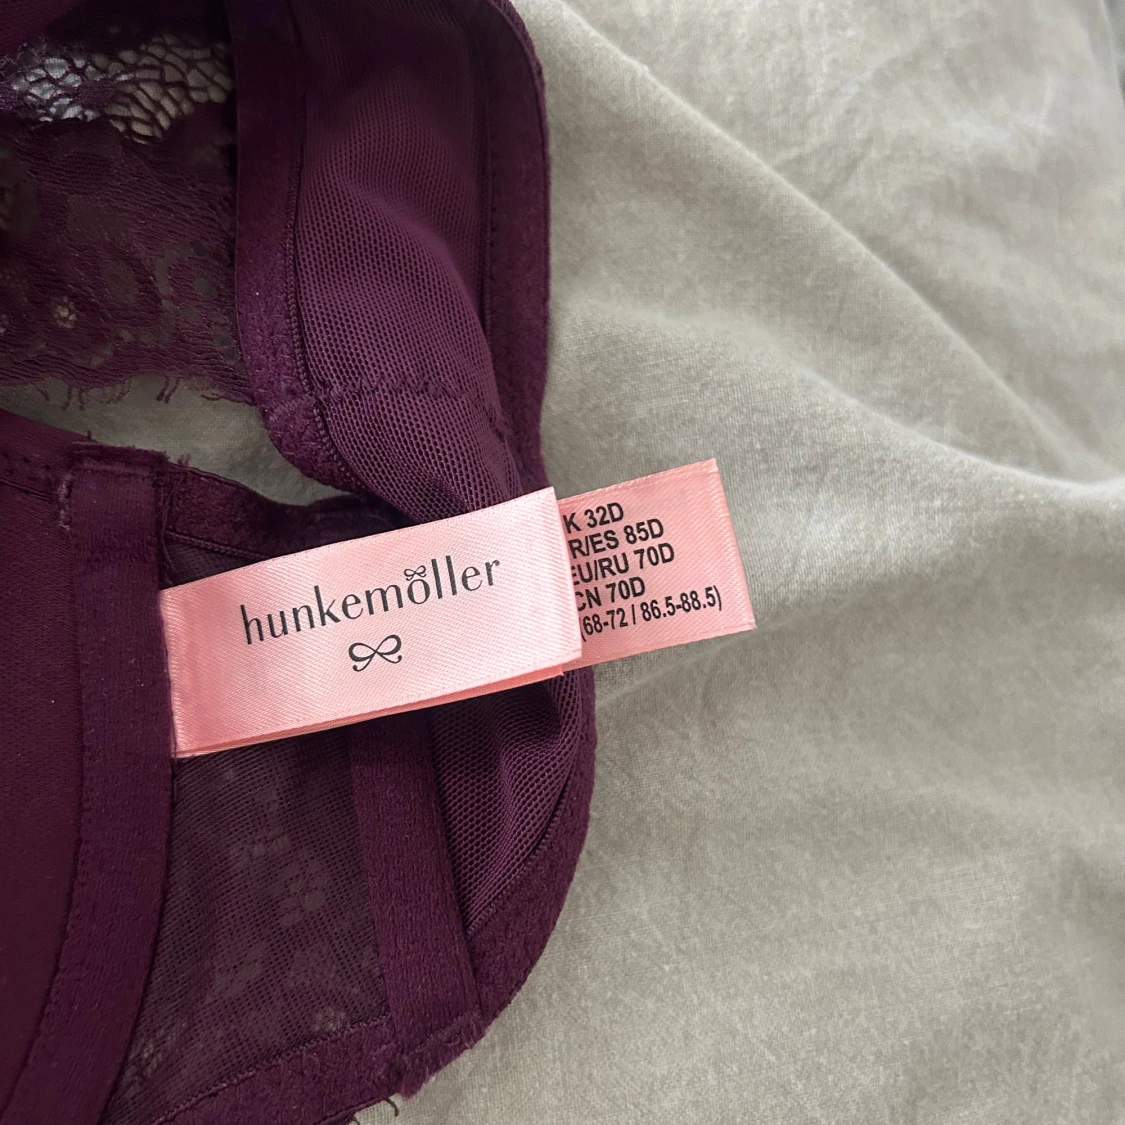 hunkemöller
K 32D
R/ES 85D
EU/RU 70D
CN 70D
(68-72 / 86.5-88.5)